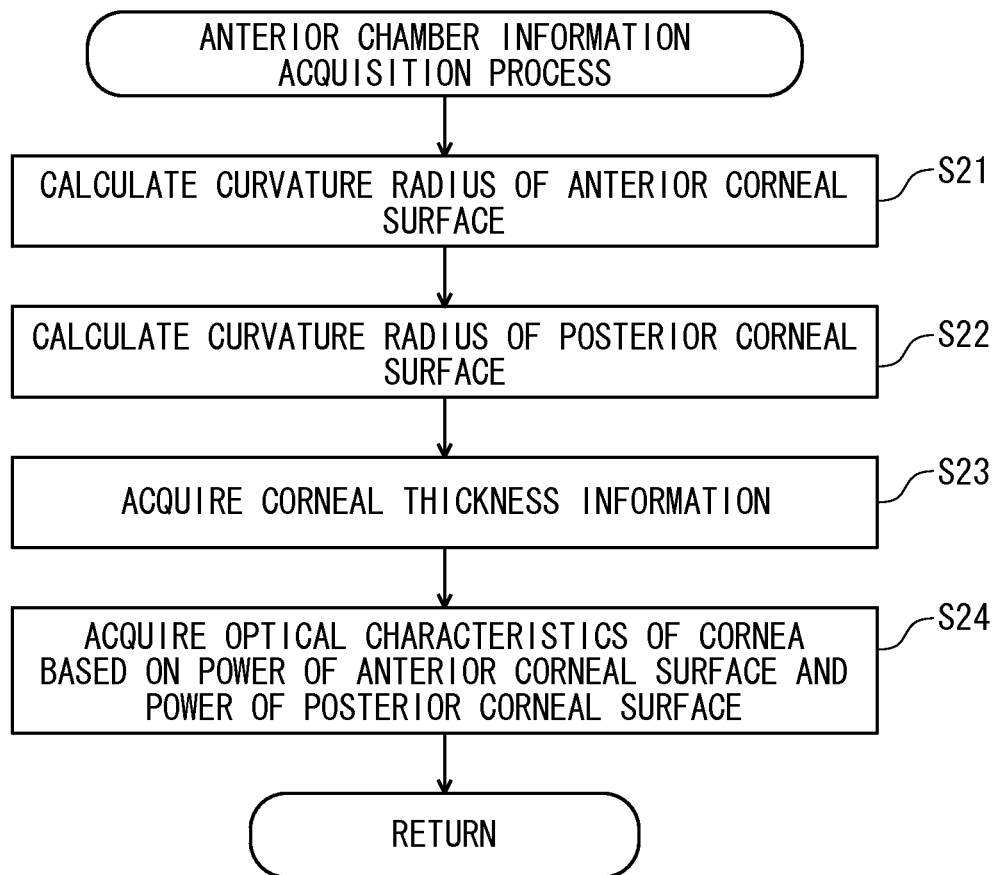 ANTERIOR CHAMBER INFORMATION
ACQUISITION PROCESS
CALCULATE CURVATURE RADIUS OF ANTERIOR CORNEAL
SURFACE
S21
CALCULATE CURVATURE RADIUS OF POSTERIOR CORNEAL
SURFACE
S22
ACQUIRE CORNEAL THICKNESS INFORMATION
S23
ACQUIRE OPTICAL CHARACTERISTICS OF CORNEA
BASED ON POWER OF ANTERIOR CORNEAL SURFACE AND
POWER OF POSTERIOR CORNEAL SURFACE
S24
RETURN